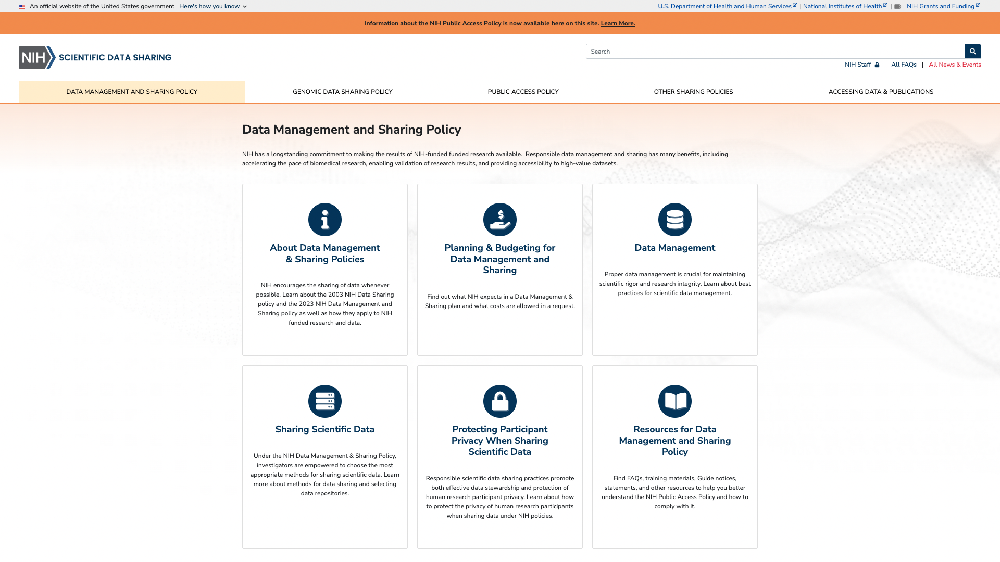 An official website of the United States government Here's how you know
U.S. Department of Health and Human Services | National Institutes of Health | NIH Grants and Funding
Information about the NIH Public Access Policy is now available here on this site. Learn More.
NIH SCIENTIFIC DATA SHARING
Search
NIH Staff | All FAQs | All News & Events
DATA MANAGEMENT AND SHARING POLICY
GENOMIC DATA SHARING POLICY
PUBLIC ACCESS POLICY
OTHER SHARING POLICIES
ACCESSING DATA & PUBLICATIONS
Data Management and Sharing Policy
NIH has a longstanding commitment to making the results of NIH-funded funded research available. Responsible data management and sharing has many benefits, including
accelerating the pace of biomedical research, enabling validation of research results, and providing accessibility to high-value datasets.
About Data Management
& Sharing Policies
NIH encourages the sharing of data whenever
possible. Learn about the 2003 NIH Data Sharing
policy and the 2023 NIH Data Management and
Sharing policy as well as how they apply to NIH
funded research and data.
Planning & Budgeting for
Data Management and
Sharing
Find out what NIH expects in a Data Management &
Sharing plan and what costs are allowed in a request.
Data Management
Proper data management is crucial for maintaining
scientific rigor and research integrity. Learn about best
practices for scientific data management.
Sharing Scientific Data
Under the NIH Data Management & Sharing Policy,
investigators are empowered to choose the most
appropriate methods for sharing scientific data. Learn
more about methods for data sharing and selecting
data repositories.
Protecting Participant
Privacy When Sharing
Scientific Data
Responsible scientific data sharing practices promote
both effective data stewardship and protection of
human research participant privacy. Learn about how
to protect the privacy of human research participants
when sharing data under NIH policies.
Resources for Data
Management and Sharing
Policy
Find FAQs, training materials, Guide notices,
statements, and other resources to help you better
understand the NIH Public Access Policy and how to
comply with it.